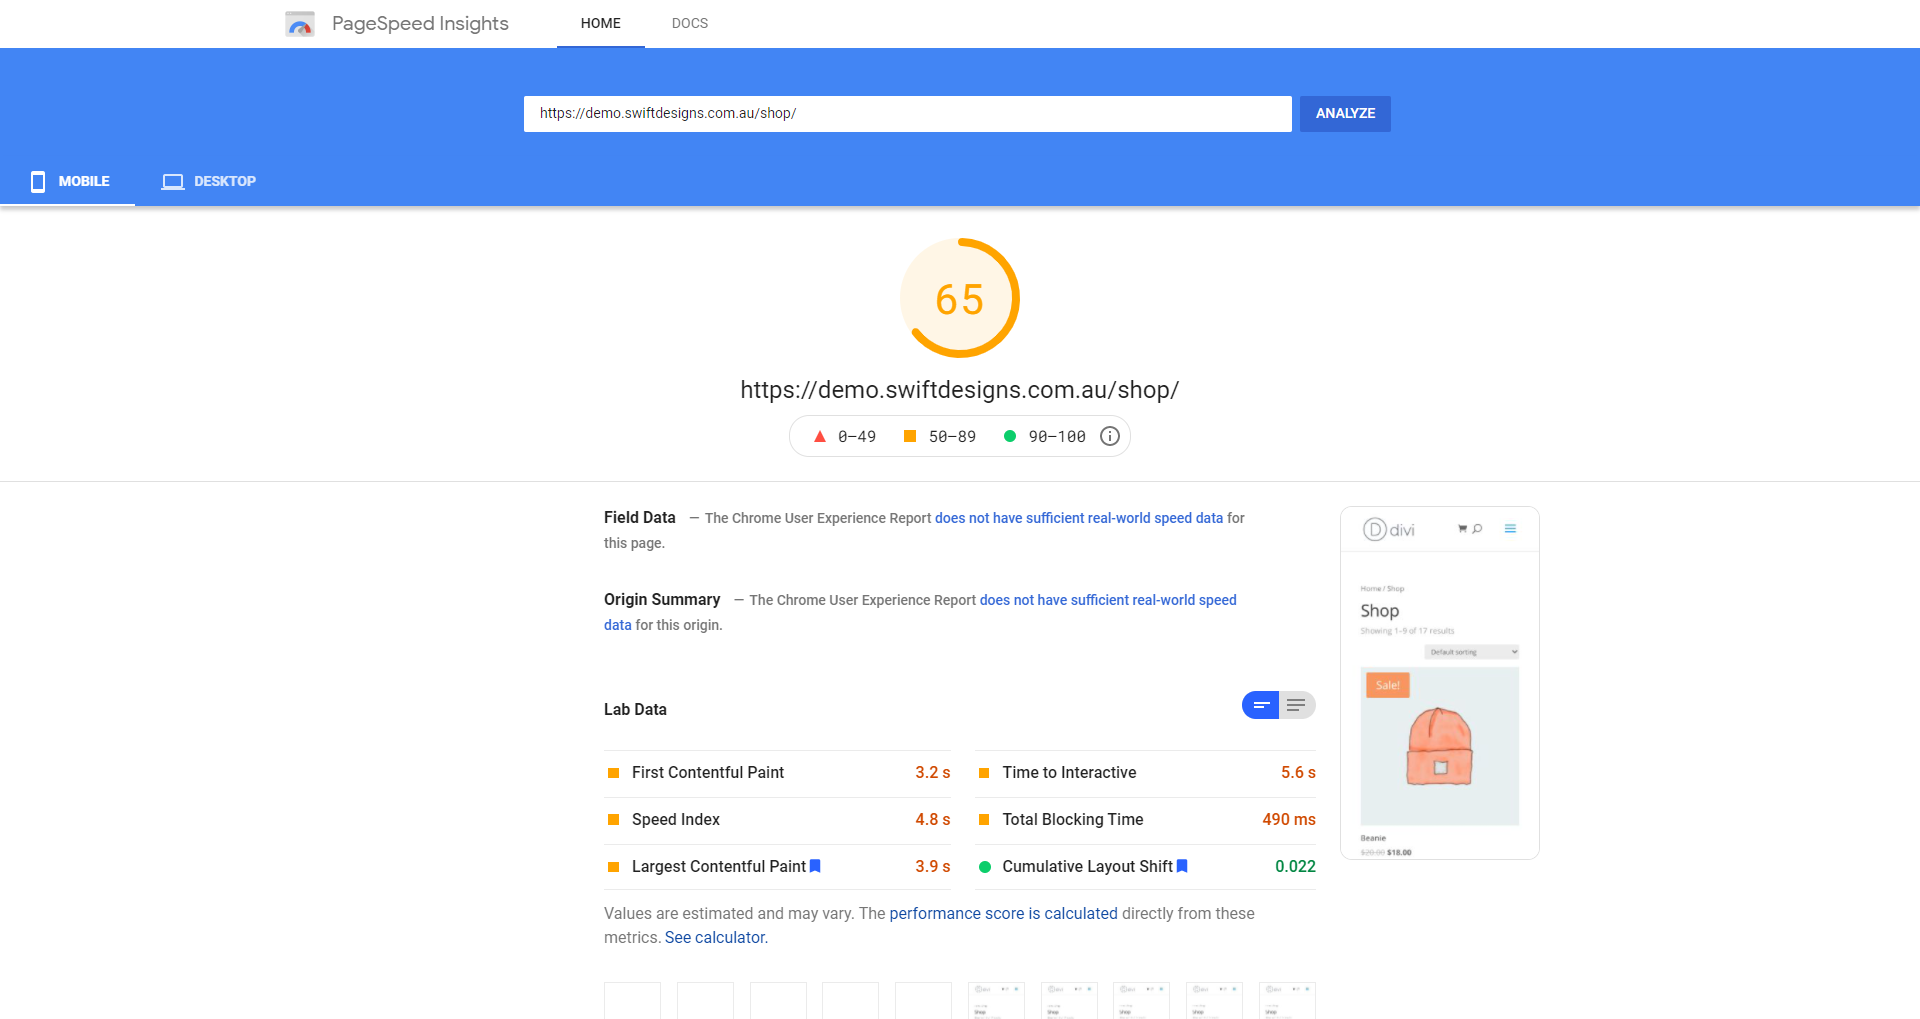 PageSpeed Insights
HOME
DOCS
https://demo.swiftdesigns.com.au/shop/
ANALYZE
MOBILE
DESKTOP
65
https://demo.swiftdesigns.com.au/shop/
0–49
50–89
90–100
Field Data — The Chrome User Experience Report does not have sufficient real-world speed data for
this page.
Origin Summary — The Chrome User Experience Report does not have sufficient real-world speed
data for this origin.
Lab Data
First Contentful Paint 3.2 s
Time to Interactive 5.6 s
Speed Index 4.8 s
Total Blocking Time 490 ms
Largest Contentful Paint 3.9 s
Cumulative Layout Shift 0.022
Values are estimated and may vary. The performance score is calculated directly from these
metrics. See calculator.
D divi
Home / Shop
Shop
Showing 1–9 of 17 results
Default sorting
Sale!
Beanie
$20.00 $18.00
Shop
Shop
Shop
Shop
Shop